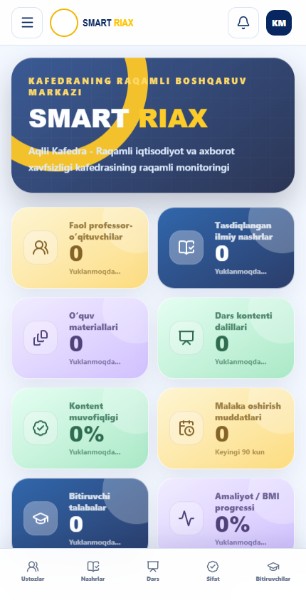 SMART RIAX
KM
KAFEDRANING RAQAMLI BOSHQARUV
MARKAZI
SMART RIAX
Aqlli Kafedra - Raqamli iqtisodiyot va axborot
xavfsizligi kafedrasining raqamli monitoringi
Faol professor-
o'qituvchilar
0
Yuklanmoqda...
Tasdiqlangan
ilmiy nashrlar
0
Yuklanmoqda...
O'quv
materiallari
0
Yuklanmoqda...
Dars kontenti
dalillari
0
Yuklanmoqda...
Kontent
muvofiqligi
0%
Yuklanmoqda...
Malaka oshirish
muddatlari
0
Keyingi 90 kun
Bitiruvchi
talabalar
0
Yuklanmoqda...
Amaliyot / BMI
progressi
0%
Yuklanmoqda...
Ustozlar
Nashrlar
Dars
Sifat
Bitiruvchilar